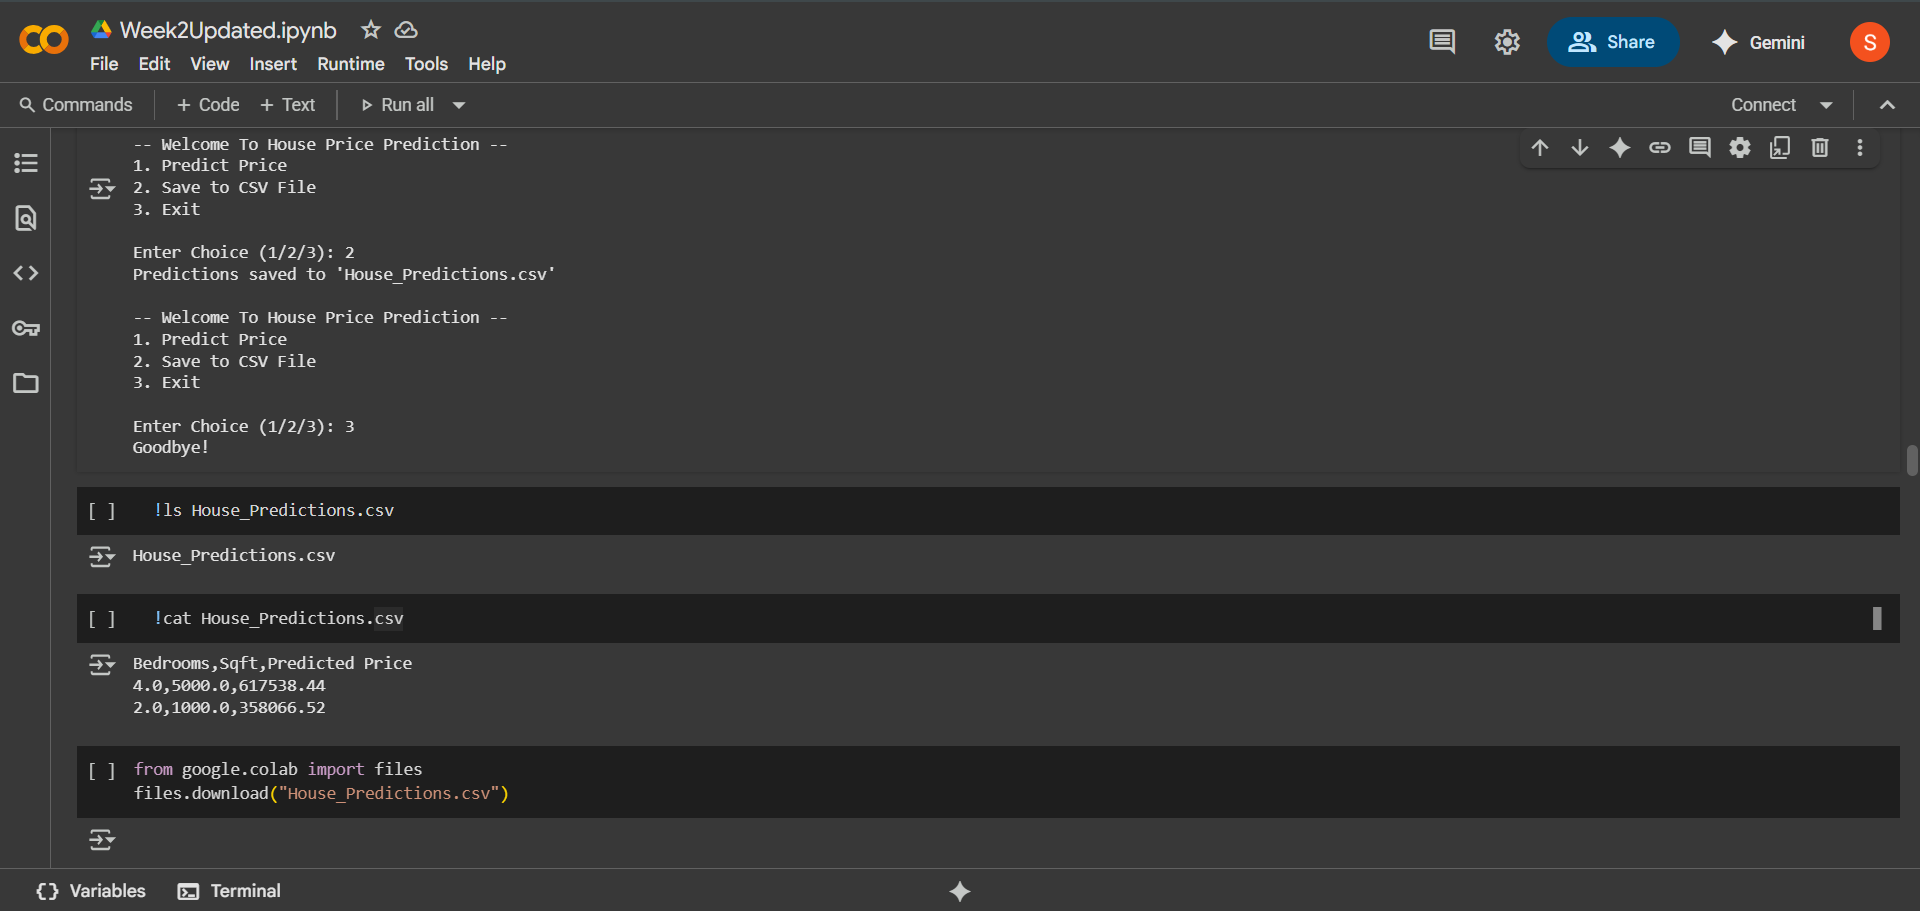 Week2Updated.ipynb
File Edit View Insert Runtime Tools Help
Share
Gemini
S
Commands + Code + Text Run all
Connect
-- Welcome To House Price Prediction --
1. Predict Price
2. Save to CSV File
3. Exit
Enter Choice (1/2/3): 2
Predictions saved to 'House_Predictions.csv'
-- Welcome To House Price Prediction --
1. Predict Price
2. Save to CSV File
3. Exit
Enter Choice (1/2/3): 3
Goodbye!
[ ] !ls House_Predictions.csv
House_Predictions.csv
[ ] !cat House_Predictions.csv
Bedrooms,Sqft,Predicted Price
4.0,5000.0,617538.44
2.0,1000.0,358066.52
[ ] from google.colab import files
files.download("House_Predictions.csv")
Variables Terminal